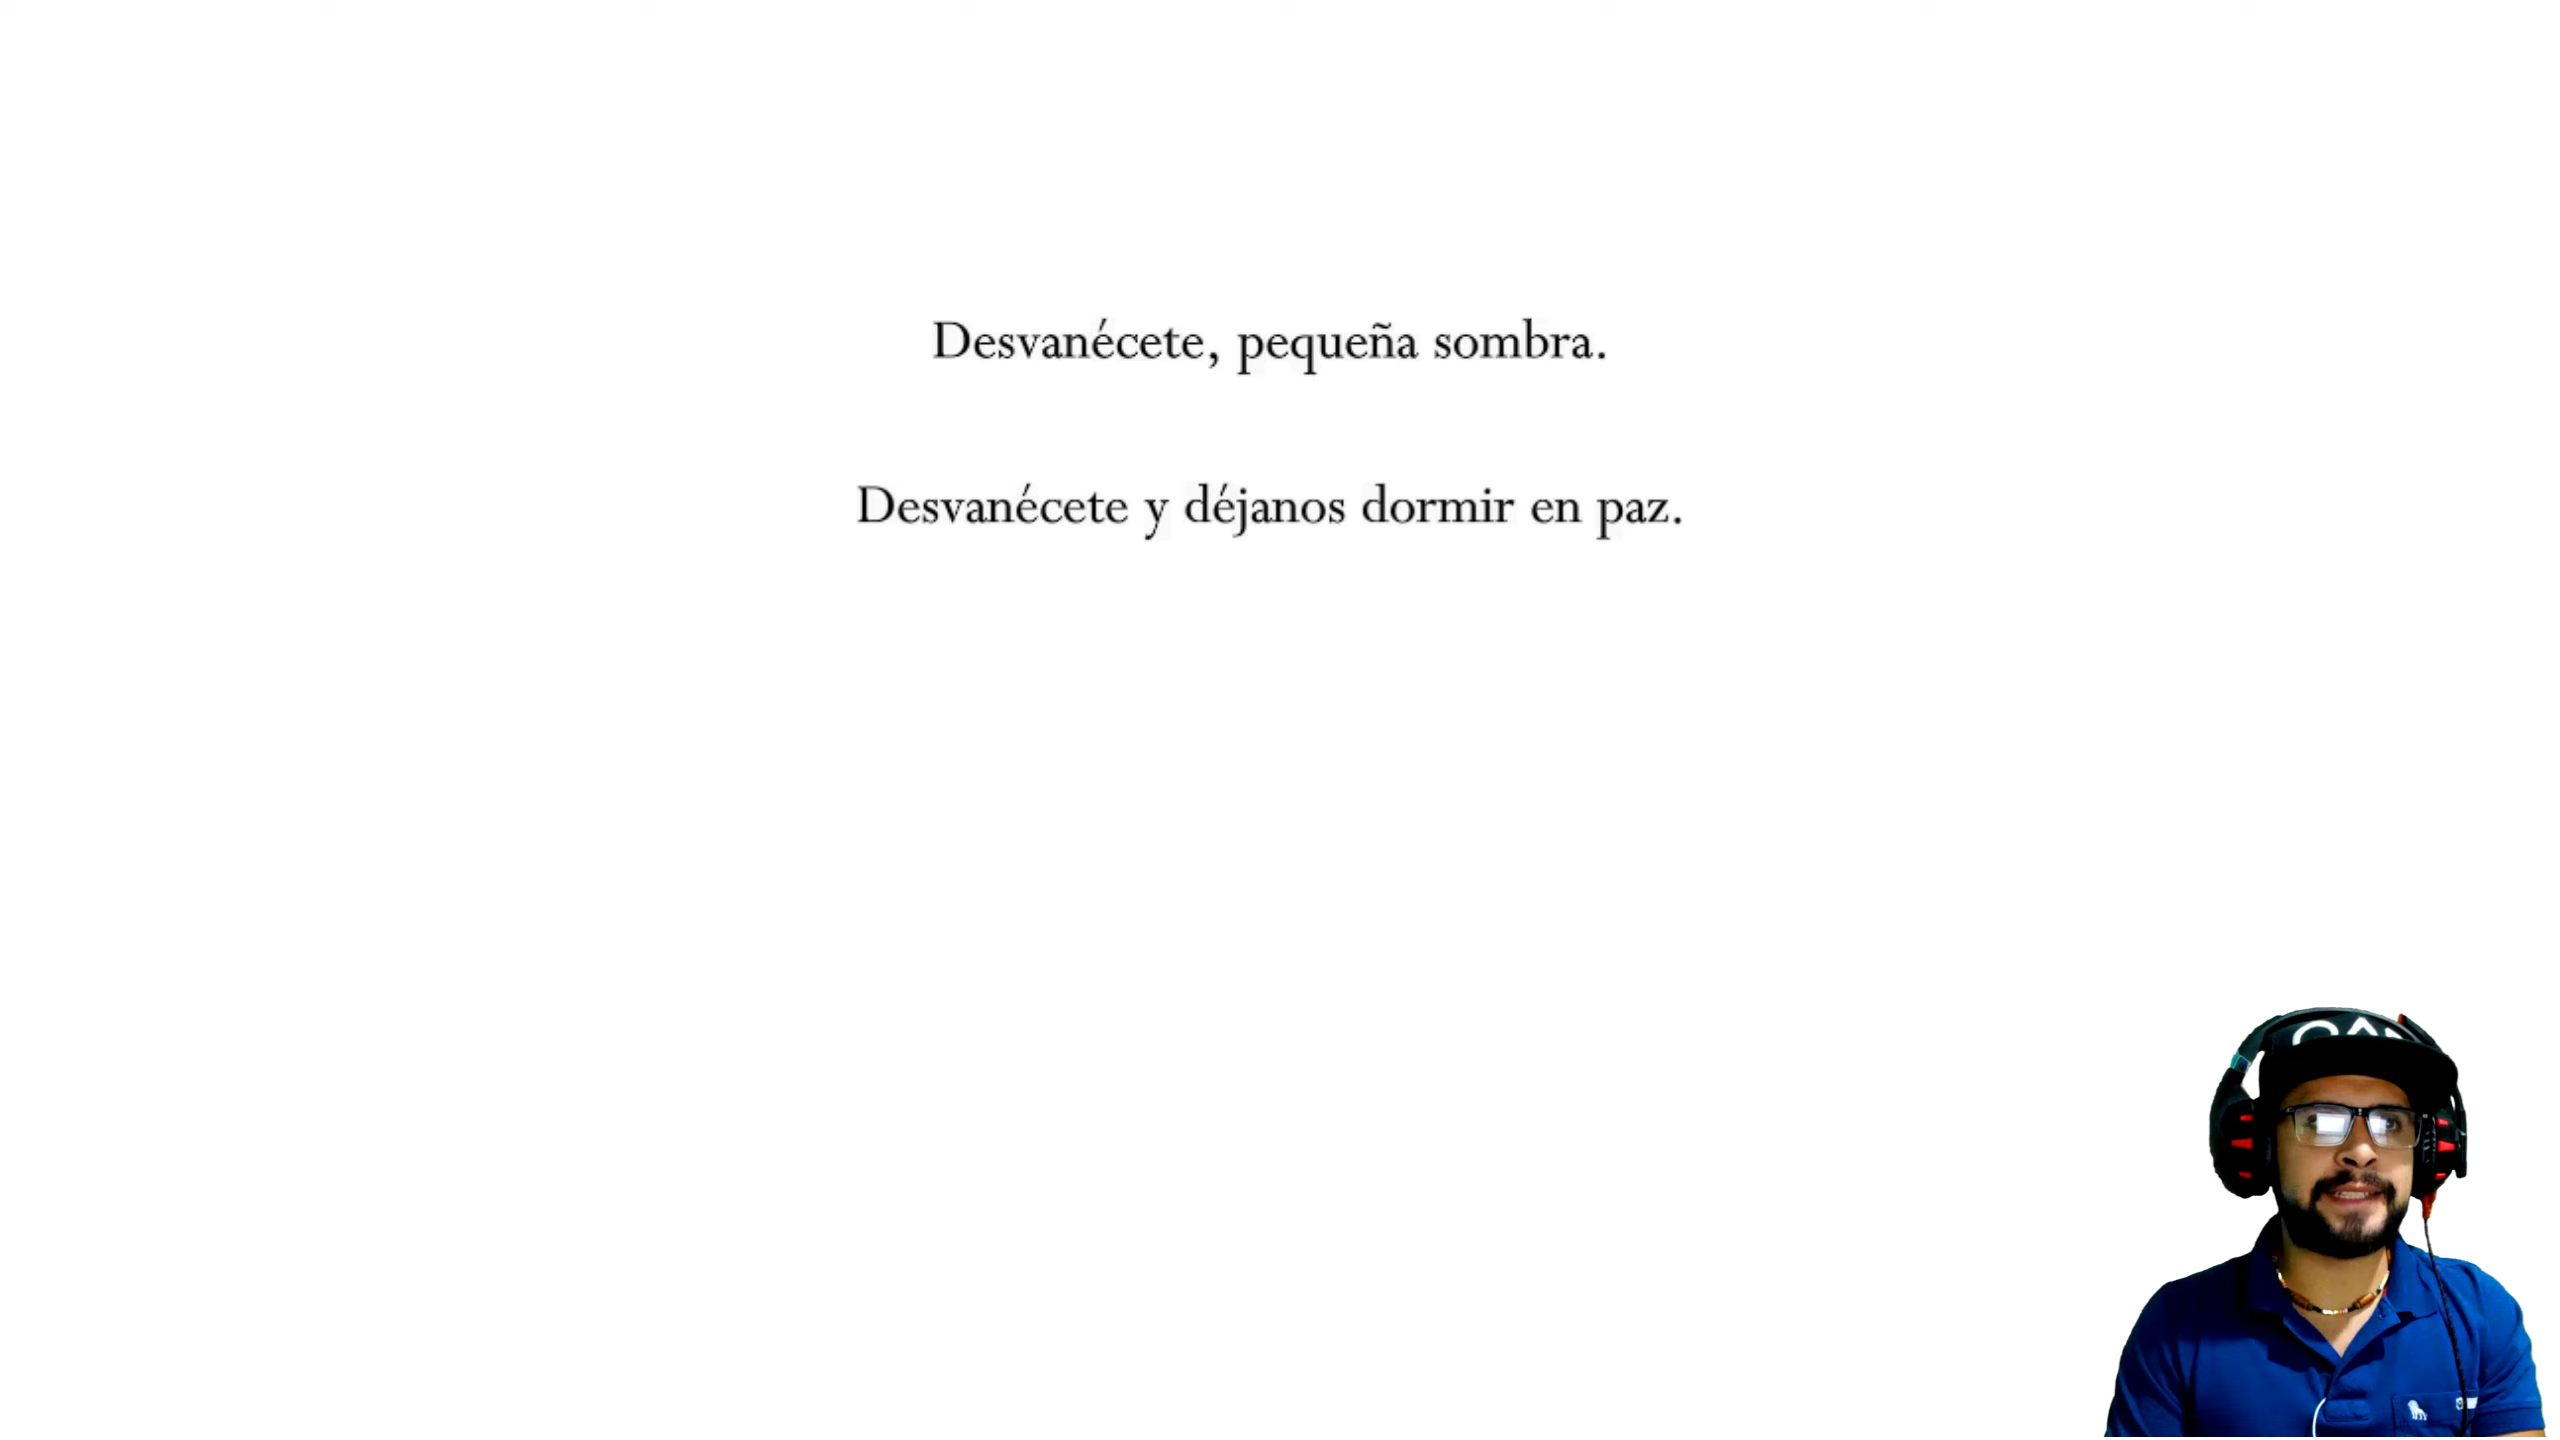 Desvanécete, pequeña sombra.
Desvanécete y déjanos dormir en paz.